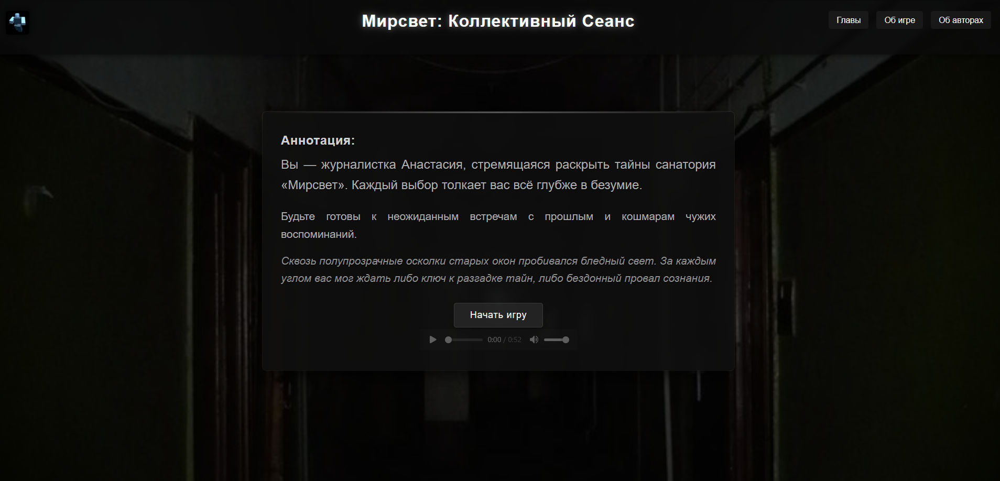 Мирсвет: Коллективный Сеанс
Главы
Об игре
Об авторах
Аннотация:
Вы — журналистка Анастасия, стремящаяся раскрыть тайны санатория
«Мирсвет». Каждый выбор толкает вас всё глубже в безумие.
Будьте готовы к неожиданным встречам с прошлым и кошмарам чужих
воспоминаний.
Сквозь полупрозрачные осколки старых окон пробивался бледный свет. За каждым
углом вас мог ждать либо ключ к разгадке тайн, либо бездонный провал сознания.
Начать игру
0:00 / 0:52